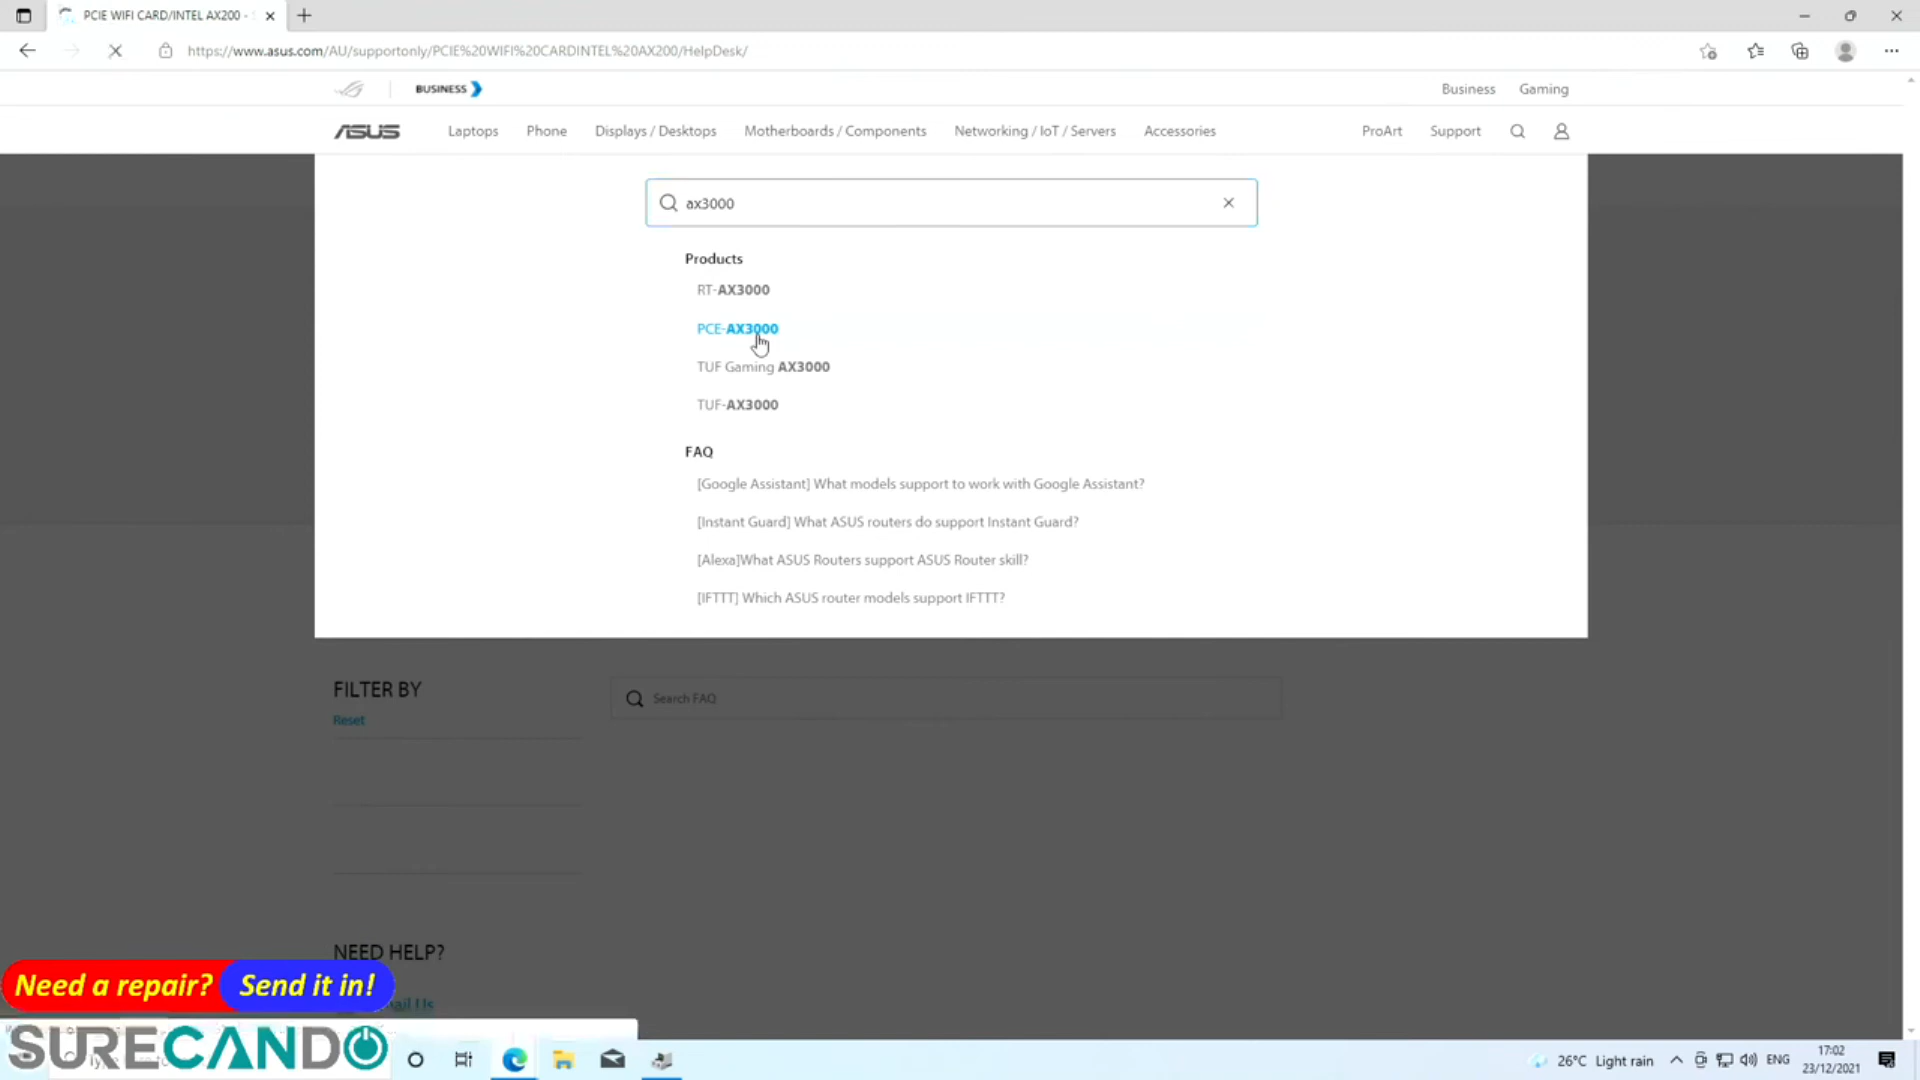 PCIE WIFI CARD/INTEL AX200 -
https://www.asus.com/AU/supportonly/PCIE%20WIFI%20CARDINTEL%20AX200/HelpDesk/
BUSINESS
Business Gaming
ASUS Laptops Phone Displays / Desktops Motherboards / Components Networking / IoT / Servers Accessories ProArt Support
ax3000
Products
RT-AX3000
PCE-AX3000
TUF Gaming AX3000
TUF-AX3000
FAQ
[Google Assistant] What models support to work with Google Assistant?
[Instant Guard] What ASUS routers do support Instant Guard?
[Alexa]What ASUS Routers support ASUS Router skill?
[IFTTT] Which ASUS router models support IFTTT?
FILTER BY
Search FAQ
Reset
NEED HELP?
Need a repair? Send it in!
SURECANDO
26°C Light rain ENG
17:02
23/12/2021